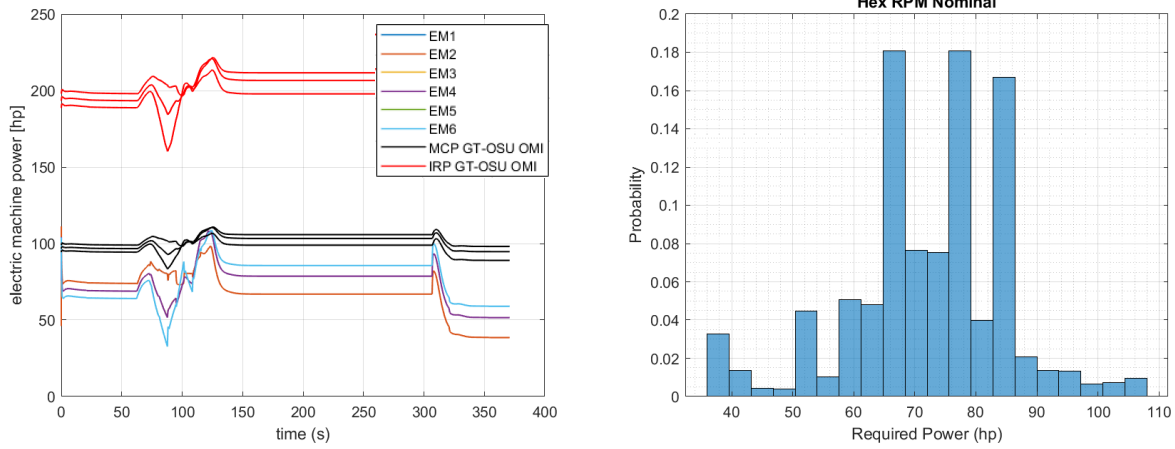 250
200
150
100
50
0
electric machine power [hp]
0 50 100 150 200 250 300 350 400
time (s)
EM1
EM2
EM3
EM4
EM5
EM6
MCP GT-OSU OMI
IRP GT-OSU OMI
Hex RPM Nominal
0.2
0.18
0.16
0.14
0.12
0.1
0.08
0.06
0.04
0.02
0
Probability
40 50 60 70 80 90 100 110
Required Power (hp)